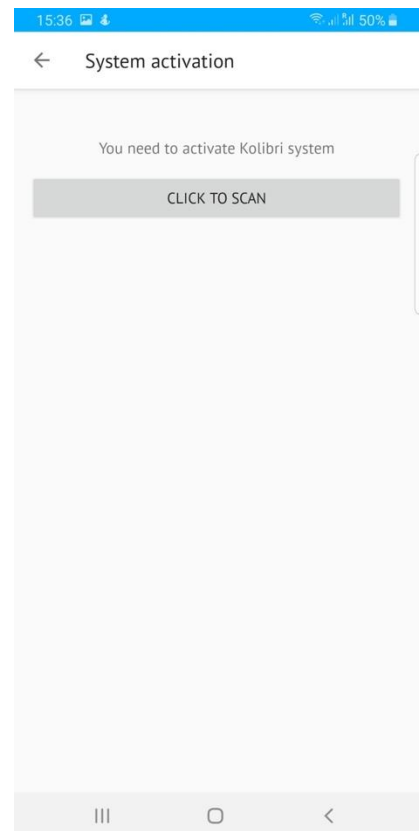 15:36 50%
System activation
You need to activate Kolibri system
CLICK TO SCAN